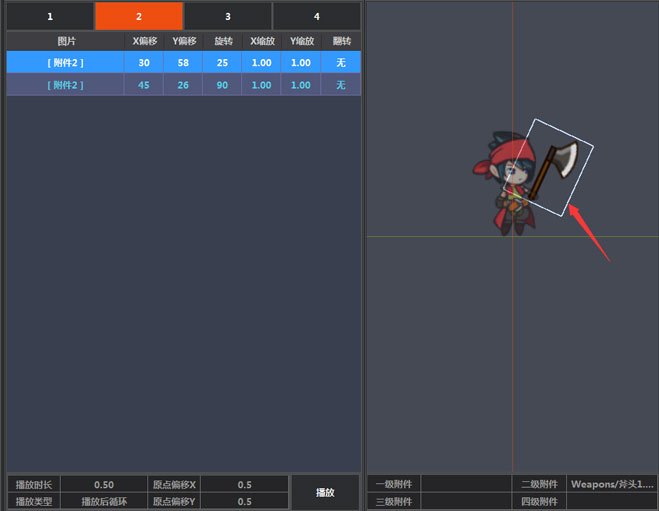 1 2 3 4
图片 X偏移 Y偏移 旋转 X缩放 Y缩放 翻转
[ 附件2 ] 30 58 25 1.00 1.00 无
[ 附件2 ] 45 26 90 1.00 1.00 无
播放时长 0.50 原点偏移X 0.5
播放类型 播放后循环 原点偏移Y 0.5
播放
一级附件 二级附件 Weapons/斧头1....
三级附件 四级附件